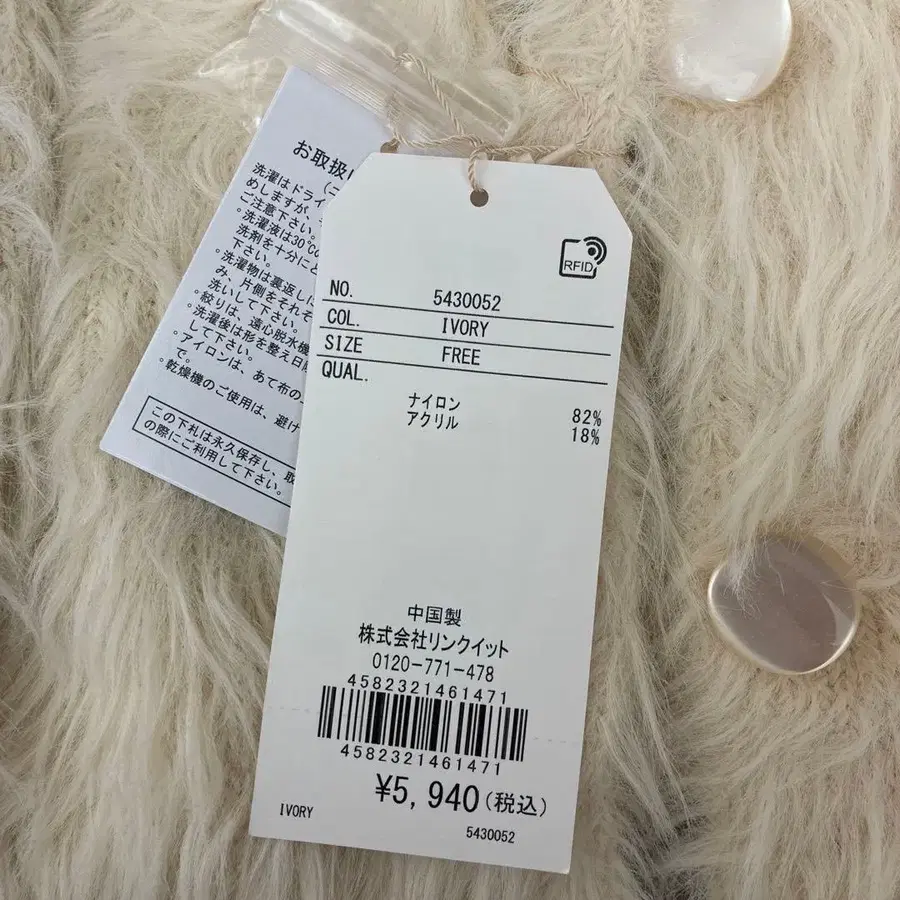 お取扱
洗濯はドライ
めしますが、
ご注意下さい。
・洗濯液は30℃
洗剤を十分にと
下さい。
・洗濯物は裏返しに
み、片側をそれぞ
洗いして下さい。
・絞りは、遠心脱水機
・洗濯後は形を整え日
して下さい。
・アイロンは、あて布の
で。
・乾燥機のご使用は、避け
この下札は永久保存し、取
の際にご利用して下さい。
RFID
NO. 5430052
COL. IVORY
SIZE FREE
QUAL.
ナイロン 82%
アクリル 18%
中国製
株式会社リンクイット
0120-771-478
4582321461471
4582321461471
¥5,940(税込)
IVORY 5430052